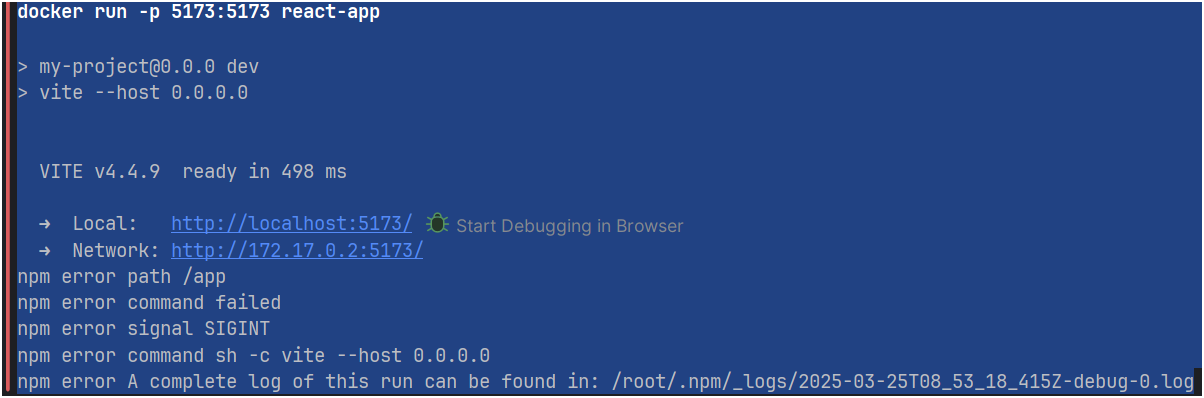 docker run -p 5173:5173 react-app
> my-project@0.0.0 dev
> vite --host 0.0.0.0
VITE v4.4.9  ready in 498 ms
➜  Local:   http://localhost:5173/ Start Debugging in Browser
➜  Network: http://172.17.0.2:5173/
npm error path /app
npm error command failed
npm error signal SIGINT
npm error command sh -c vite --host 0.0.0.0
npm error A complete log of this run can be found in: /root/.npm/_logs/2025-03-25T08_53_18_415Z-debug-0.log